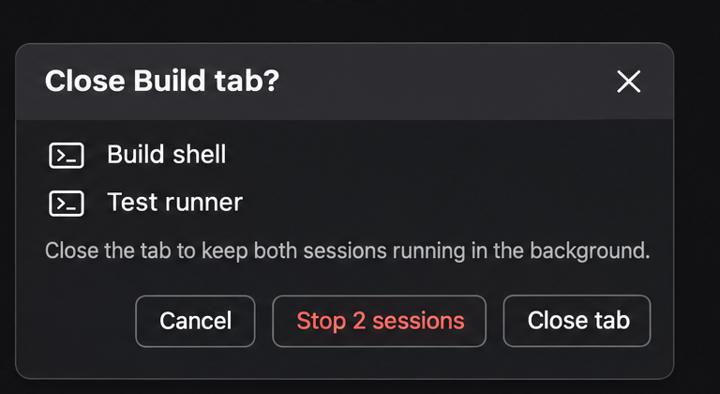 Close Build tab?
Build shell
Test runner
Close the tab to keep both sessions running in the background.
Cancel
Stop 2 sessions
Close tab